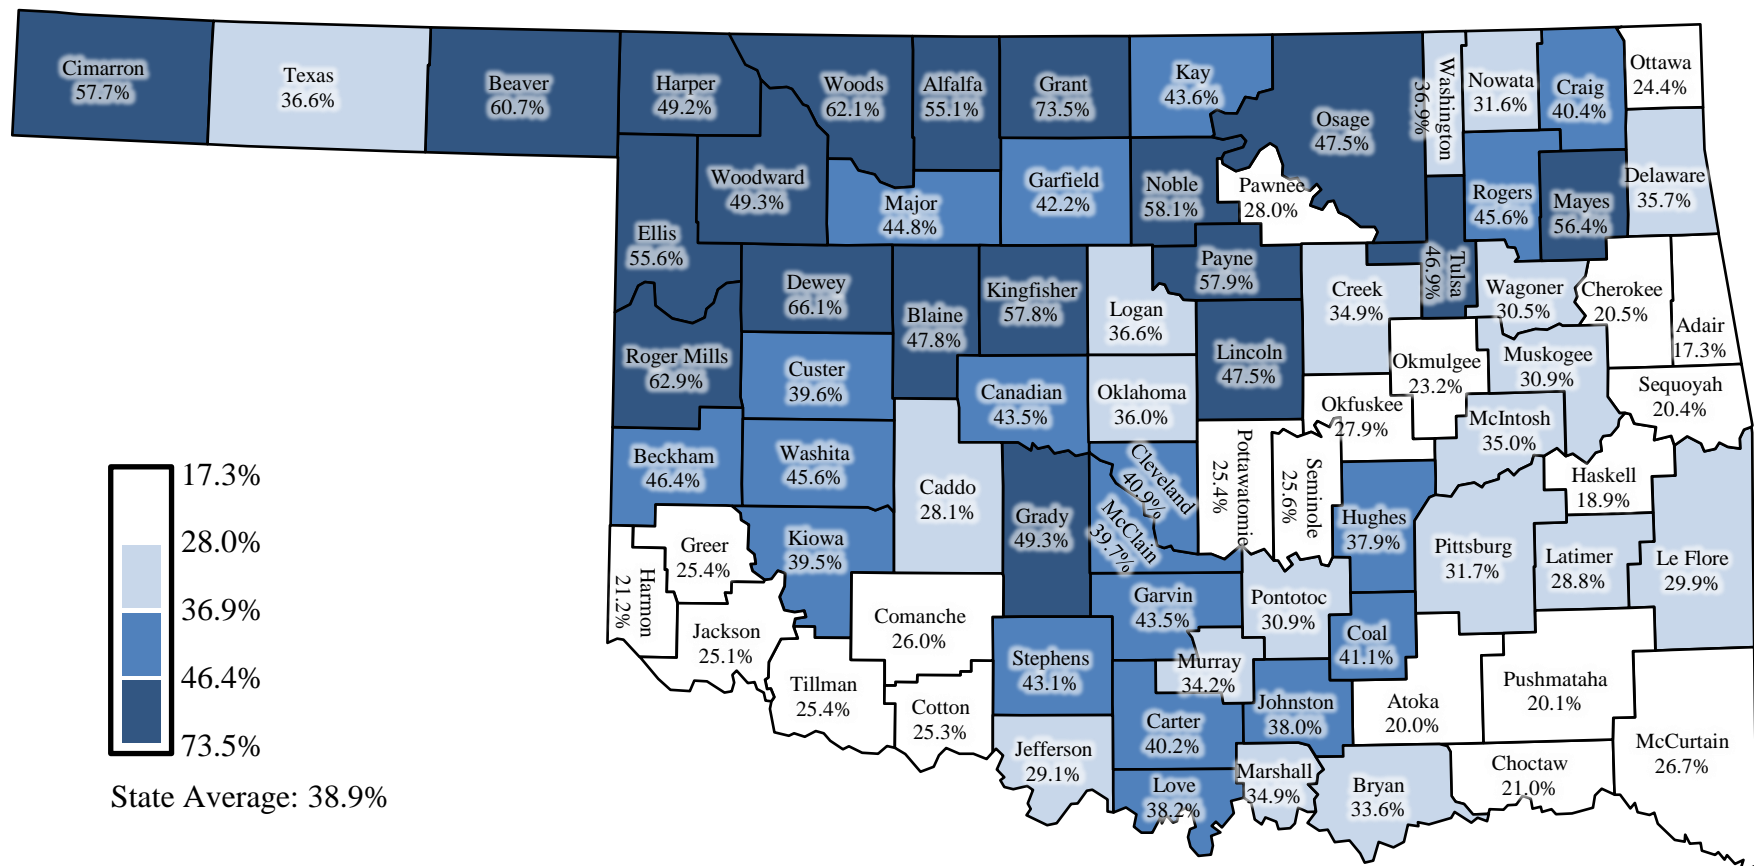 Cimarron
57.7%
Texas
36.6%
Beaver
60.7%
Harper
49.2%
Woods
62.1%
Alfalfa
55.1%
Grant
73.5%
Kay
43.6%
Osage
47.5%
Washington
36.9%
Nowata
31.6%
Craig
40.4%
Ottawa
24.4%
Woodward
49.3%
Major
44.8%
Garfield
42.2%
Noble
58.1%
Pawnee
28.0%
Rogers
45.6%
Mayes
56.4%
Delaware
35.7%
Ellis
55.6%
Dewey
66.1%
Blaine
47.8%
Kingfisher
57.8%
Logan
36.6%
Payne
57.9%
Creek
34.9%
Tulsa
46.9%
Wagoner
30.5%
Cherokee
20.5%
Adair
17.3%
Roger Mills
62.9%
Custer
39.6%
Canadian
43.5%
Oklahoma
36.0%
Lincoln
47.5%
Okmulgee
23.2%
Muskogee
30.9%
Sequoyah
20.4%
Okfuskee
27.9%
McIntosh
35.0%
Beckham
46.4%
Washita
45.6%
Caddo
28.1%
Grady
49.3%
Cleveland
40.9%
McClain
39.7%
Pottawatomie
25.4%
Seminole
25.6%
Hughes
37.9%
Haskell
18.9%
Pittsburg
31.7%
Latimer
28.8%
Le Flore
29.9%
Greer
25.4%
Kiowa
39.5%
Harmon
21.2%
Jackson
25.1%
Comanche
26.0%
Garvin
43.5%
Pontotoc
30.9%
Coal
41.1%
Stephens
43.1%
Murray
34.2%
Tillman
25.4%
Cotton
25.3%
Carter
40.2%
Johnston
38.0%
Atoka
20.0%
Pushmataha
20.1%
McCurtain
26.7%
Jefferson
29.1%
Love
38.2%
Marshall
34.9%
Bryan
33.6%
Choctaw
21.0%
17.3%
28.0%
36.9%
46.4%
73.5%
State Average: 38.9%